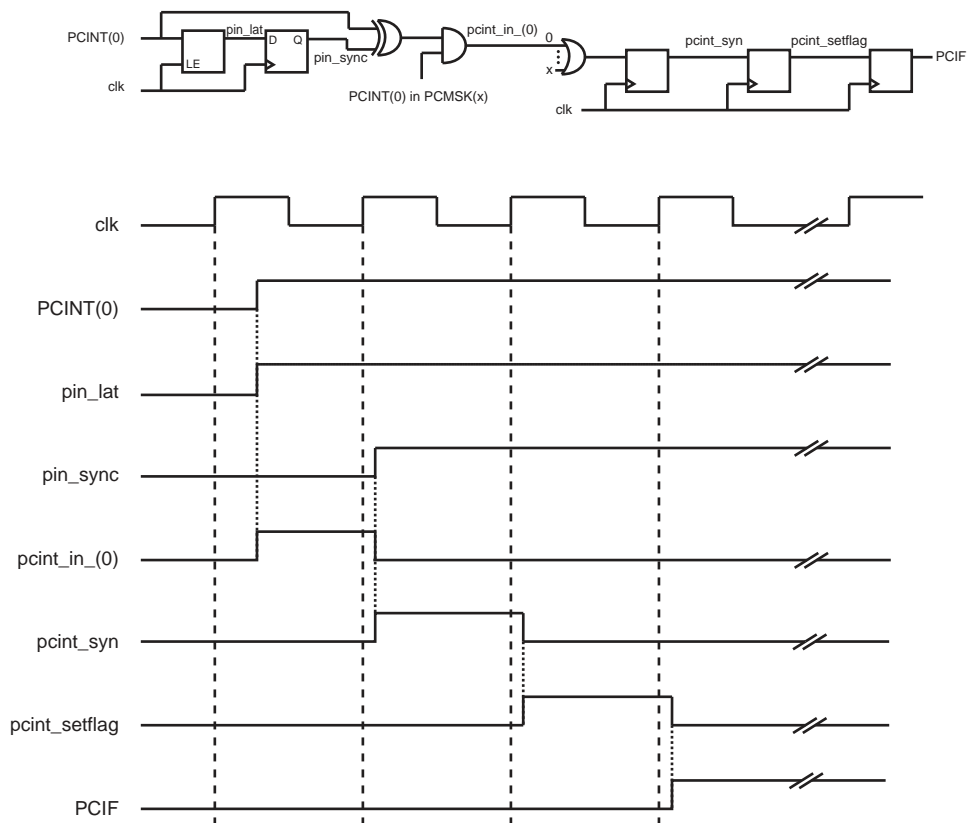 PCINT(0)
LE
pin_lat
D Q
pin_sync
clk
PCINT(0) in PCMSK(x)
pcint_in_(0)
0
x
clk
pcint_syn
pcint_setflag
PCIF
clk
PCINT(0)
pin_lat
pin_sync
pcint_in_(0)
pcint_syn
pcint_setflag
PCIF